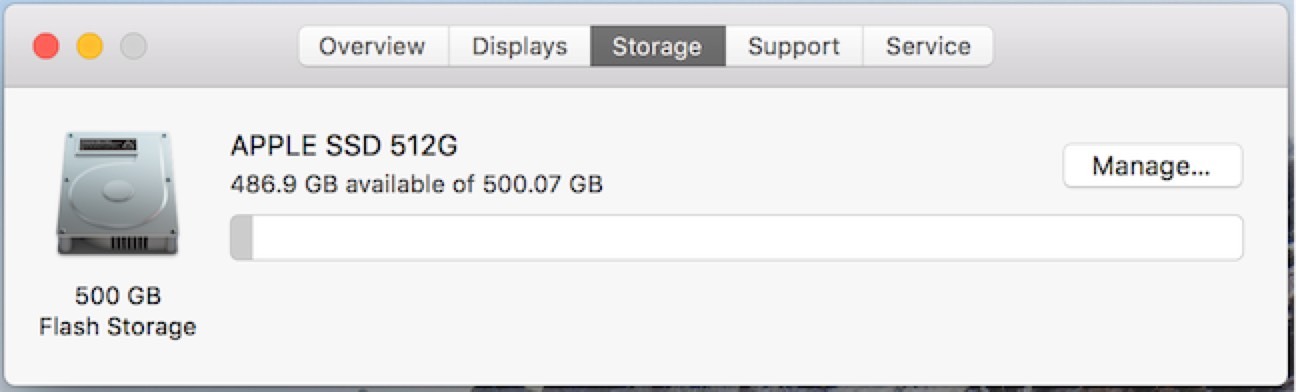 Overview Displays Storage Support Service
APPLE SSD 512G
486.9 GB available of 500.07 GB
Manage...
500 GB
Flash Storage